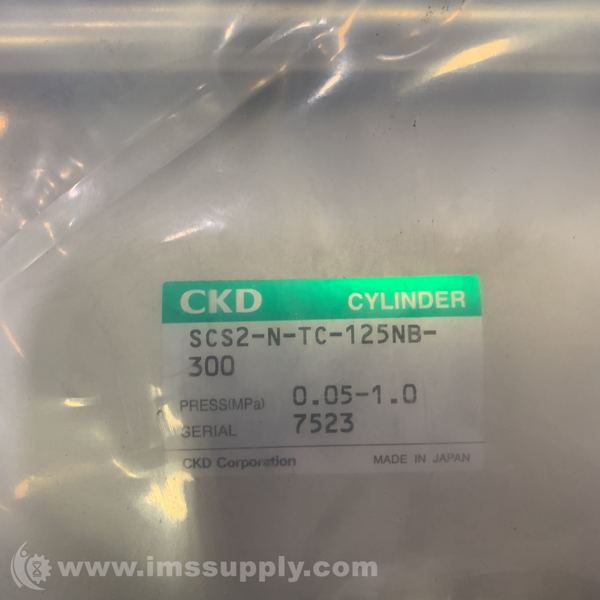 CKD CYLINDER
SCS2-N-TC-125NB-
300
PRESS(MPa) 0.05-1.0
SERIAL 7523
CKD Corporation MADE IN JAPAN
www.imssupply.com